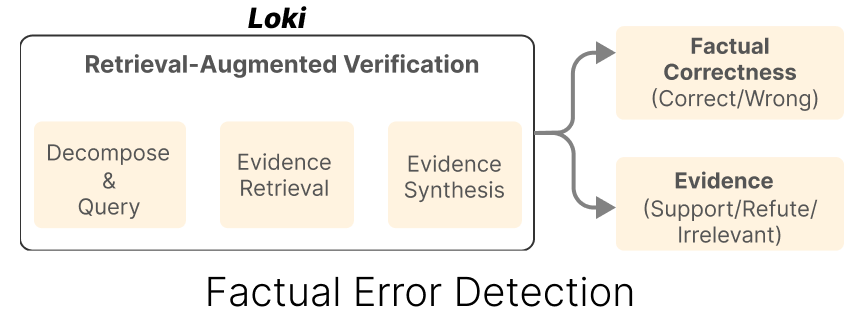 Loki
Retrieval-Augmented Verification
Decompose
&
Query
Evidence
Retrieval
Evidence
Synthesis
Factual
Correctness
(Correct/Wrong)
Evidence
(Support/Refute/
Irrelevant)
Factual Error Detection